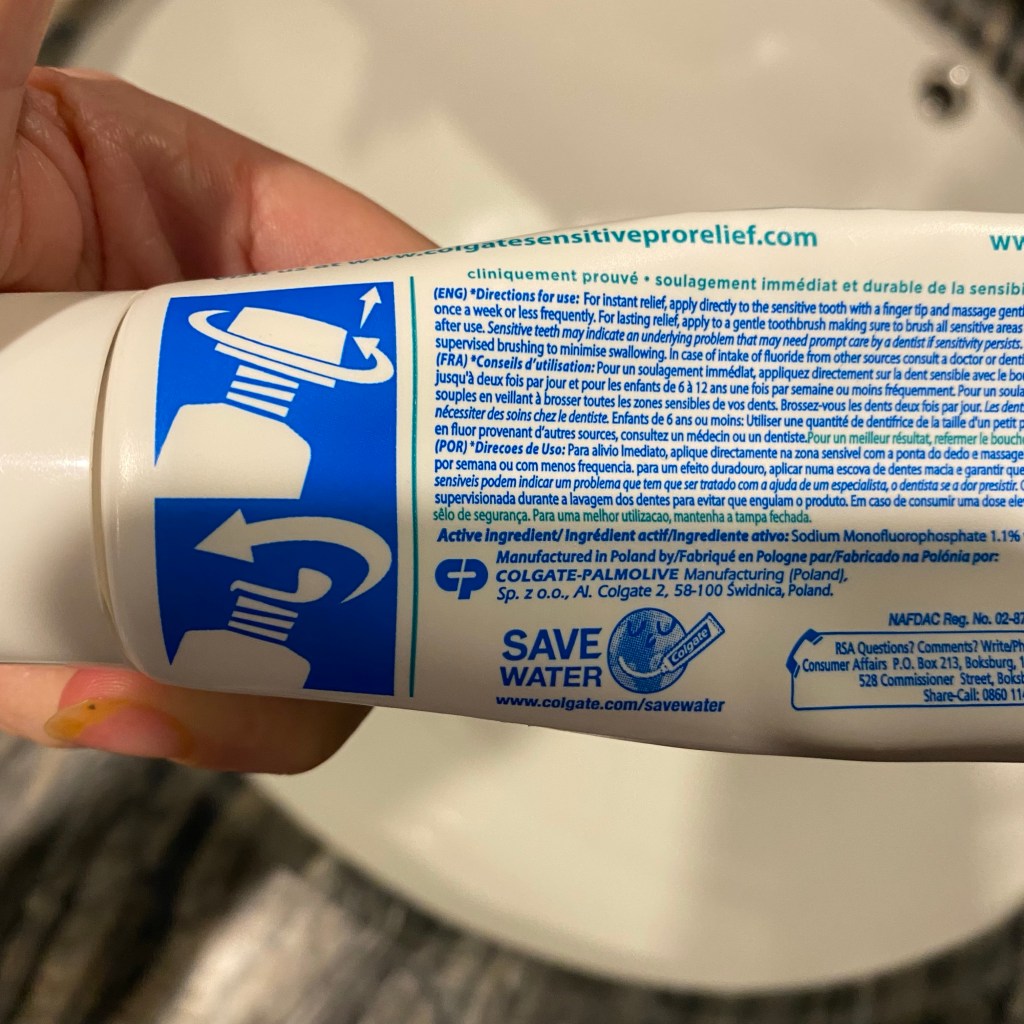 www.colgatesensitiveprorelief.com
ww
cliniquement prouvé • soulagement immédiat et durable de la sensibi
(ENG) *Directions for use: For instant relief, apply directly to the sensitive tooth with a finger tip and massage gentl
once a week or less frequently. For lasting relief, apply to a gentle toothbrush making sure to brush all sensitive areas
after use. Sensitive teeth may indicate an underlying problem that may need prompt care by a dentist if sensitivity persists.
supervised brushing to minimise swallowing. In case of intake of fluoride from other sources consult a doctor or denti
(FRA) *Conseils d'utilisation: Pour un soulagement immédiat, appliquez directement sur la dent sensible avec le bou
jusqu'à deux fois par jour et pour les enfants de 6 à 12 ans une fois par semaine ou moins fréquemment. Pour un soula
souples en veillant à brosser toutes les zones sensibles de vos dents. Brossez-vous les dents deux fois par jour. Les dent
nécessiter des soins chez le dentiste. Enfants de 6 ans ou moins: Utiliser une quantité de dentifrice de la taille d'un petit p
en fluor provenant d'autres sources, consultez un médecin ou un dentiste. Pour un meilleur résultat, refermer le bouch
(POR) *Direcoes de Uso: Para alivio Imediato, aplique directamente na zona sensivel com a ponta do dedo e massage
por semana ou com menos frequencia. para um efeito duradouro, aplicar numa escova de dentes macia e garantir que
sensiveis podem indicar um problema que tem que ser tratado com a ajuda de um especialista, o dentista se a dor presistir.
supervisionada durante a lavagem dos dentes para evitar que engulam o produto. Em caso de consumir uma dose ele
sêlo de segurança. Para uma melhor utilizacao, mantenha a tampa fechada.
Active ingredient/ Ingrédient actif/Ingrediente ativo: Sodium Monofluorophosphate 1.1%
Manufactured in Poland by/Fabriqué en Pologne par/Fabricado na Polónia por:
CP
COLGATE-PALMOLIVE Manufacturing (Poland),
Sp. z o.o., Al. Colgate 2, 58-100 Świdnica, Poland.
NAFDAC Reg. No. 02-87
SAVE
WATER
Colgate
www.colgate.com/savewater
RSA Questions? Comments? Write/Ph
Consumer Affairs P.O. Box 213, Boksburg, 1
528 Commissioner Street, Boksb
Share-Call: 0860 11